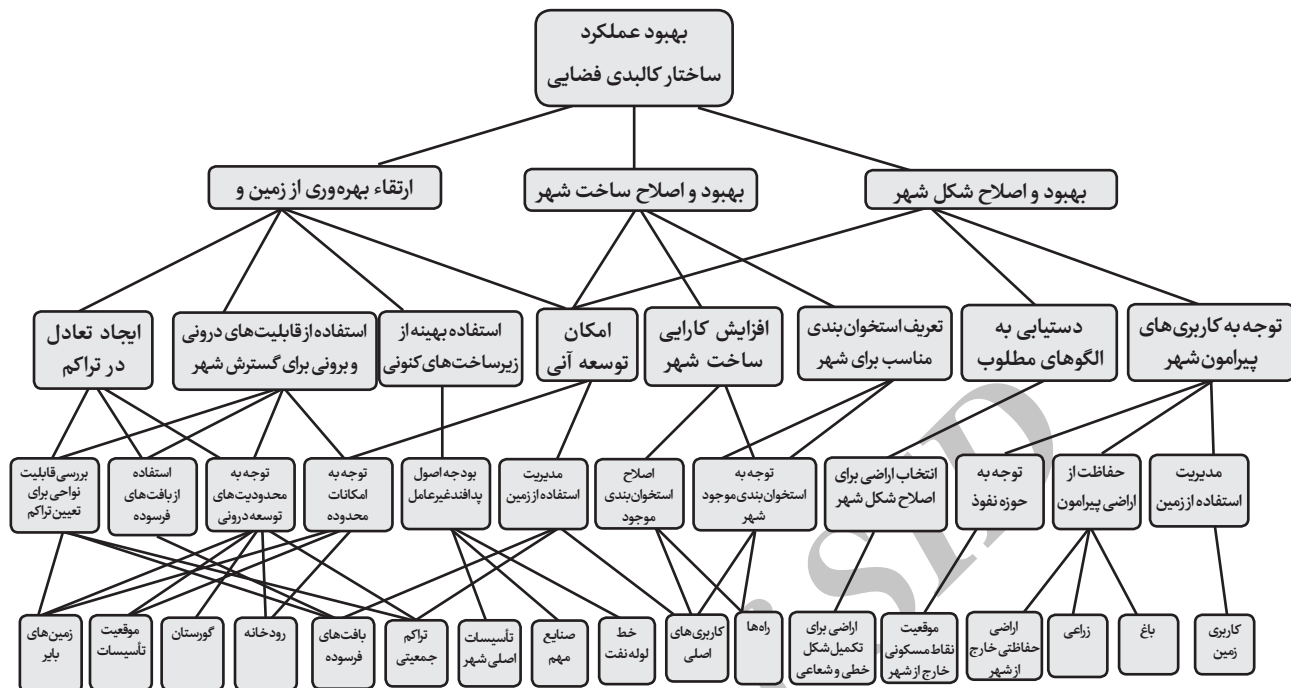 بهبود عملکرد
ساختار کالبدی فضایی
بهبود و اصلاح شکل شهر
بهبود و اصلاح ساخت شهر
ارتقاء بهره‌وری از زمین و
توجه به کاربری‌های
پیرامون شهر
دستیابی به
الگوهای مطلوب
تعریف استخوان بندی
مناسب برای شهر
افزایش کارایی
ساخت شهر
امکان
توسعه آتی
استفاده بهینه از
زیرساخت‌های کنونی
استفاده از قابلیت‌های درونی
و برونی برای گسترش شهر
ایجاد تعادل
در تراکم
مدیریت
استفاده از زمین
حفاظت از
اراضی پیرامون
توجه به
حوزه نفوذ
انتخاب اراضی برای
اصلاح شکل شهر
توجه به
استخوان‌بندی موجود
شهر
اصلاح
استخوان‌بندی
موجود
مدیریت
استفاده از زمین
بودجه اصول
پدافند غیرعامل
توجه به
امکانات
محدوده
توجه به
محدودیت‌های
توسعه درونی
استفاده
از بافت‌های
فرسوده
بررسی قابلیت
نواحی برای
تعیین تراکم
کاربری
زمین
باغ
زراعی
اراضی
حفاظتی خارج
از شهر
موقعیت
نقاط مسکونی
خارج از شهر
اراضی برای
تکمیل شکل
خطی و شعاعی
راه‌ها
کاربری‌های
اصلی
خط
لوله نفت
صنایع
مهم
تأسیسات
اصلی شهر
تراکم
جمعیتی
بافت‌های
فرسوده
رودخانه
گورستان
موقعیت
تأسیسات
زمین‌های
بایر
SID